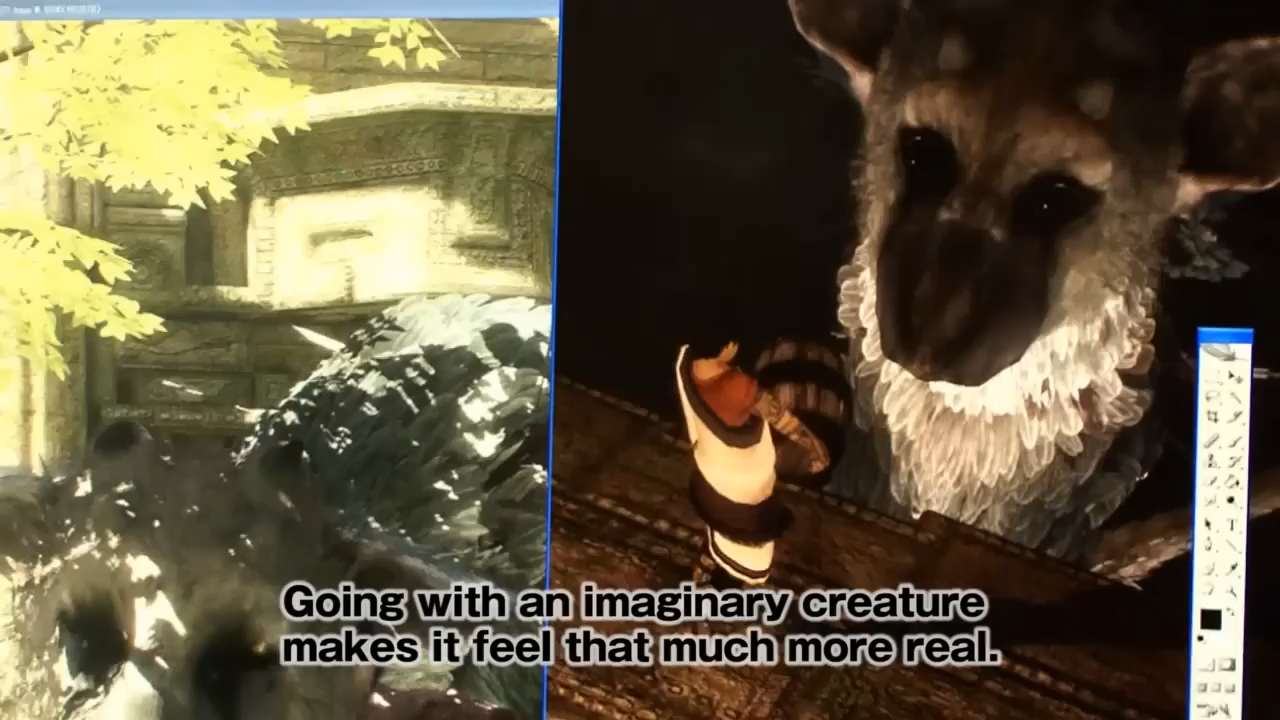 Going with an imaginary creature
makes it feel that much more real.